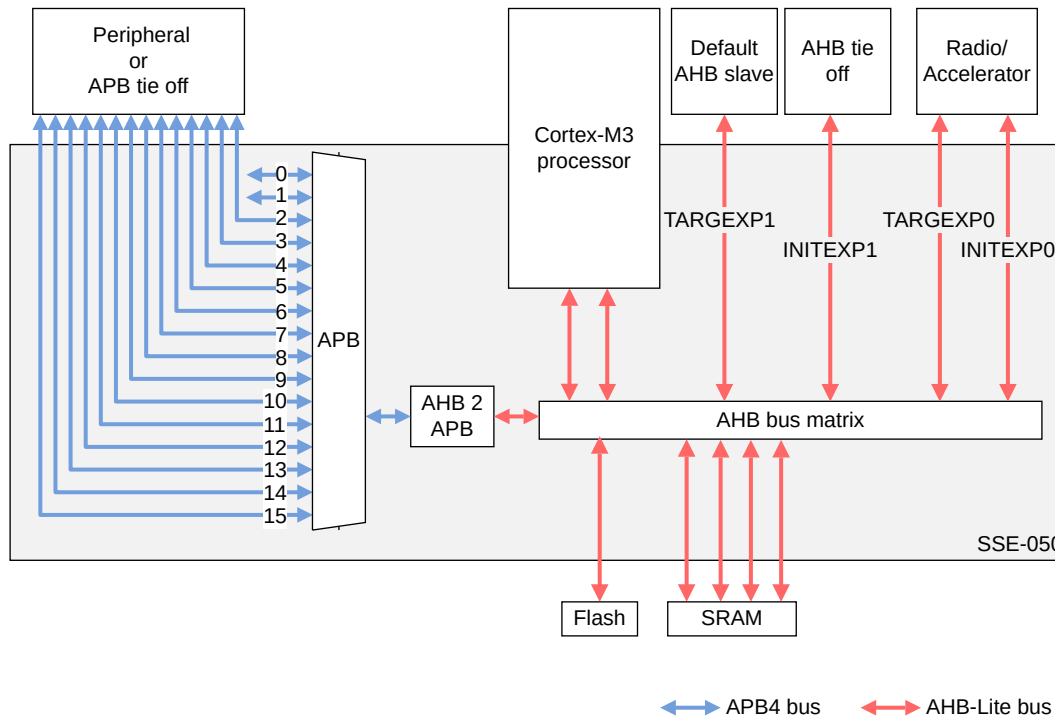 Peripheral
or
APB tie off
Cortex-M3
processor
Default
AHB slave
AHB tie
off
Radio/
Accelerator
0
1
2
3
4
5
6
7
8
9
10
11
12
13
14
15
APB
TARGEXP1
INITEXP1
TARGEXP0
INITEXP0
AHB 2
APB
AHB bus matrix
SSE-050
Flash
SRAM
APB4 bus
AHB-Lite bus